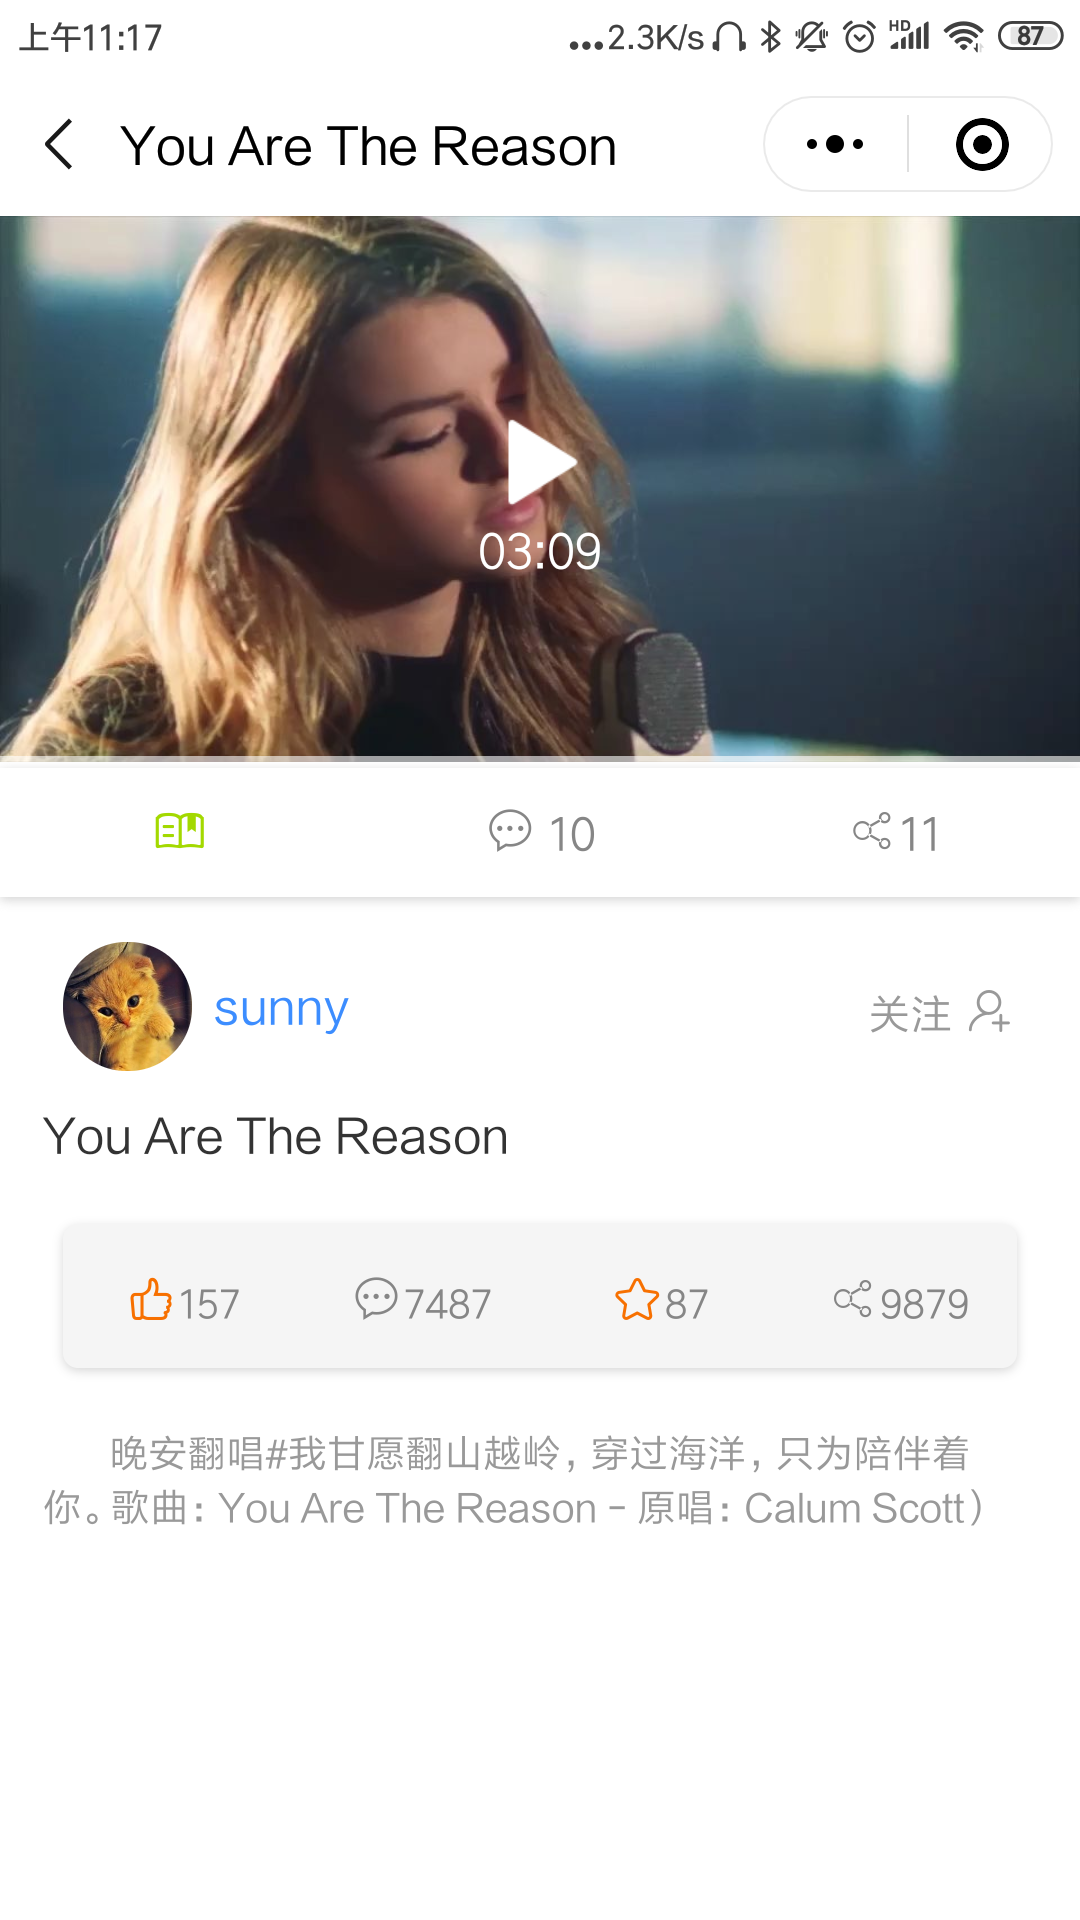 上午11:17
...2.3K/s
HD
87
You Are The Reason
03:09
10
11
sunny
关注
You Are The Reason
157
7487
87
9879
晚安翻唱#我甘愿翻山越岭，穿过海洋，只为陪伴着
你。歌曲：You Are The Reason - 原唱：Calum Scott）